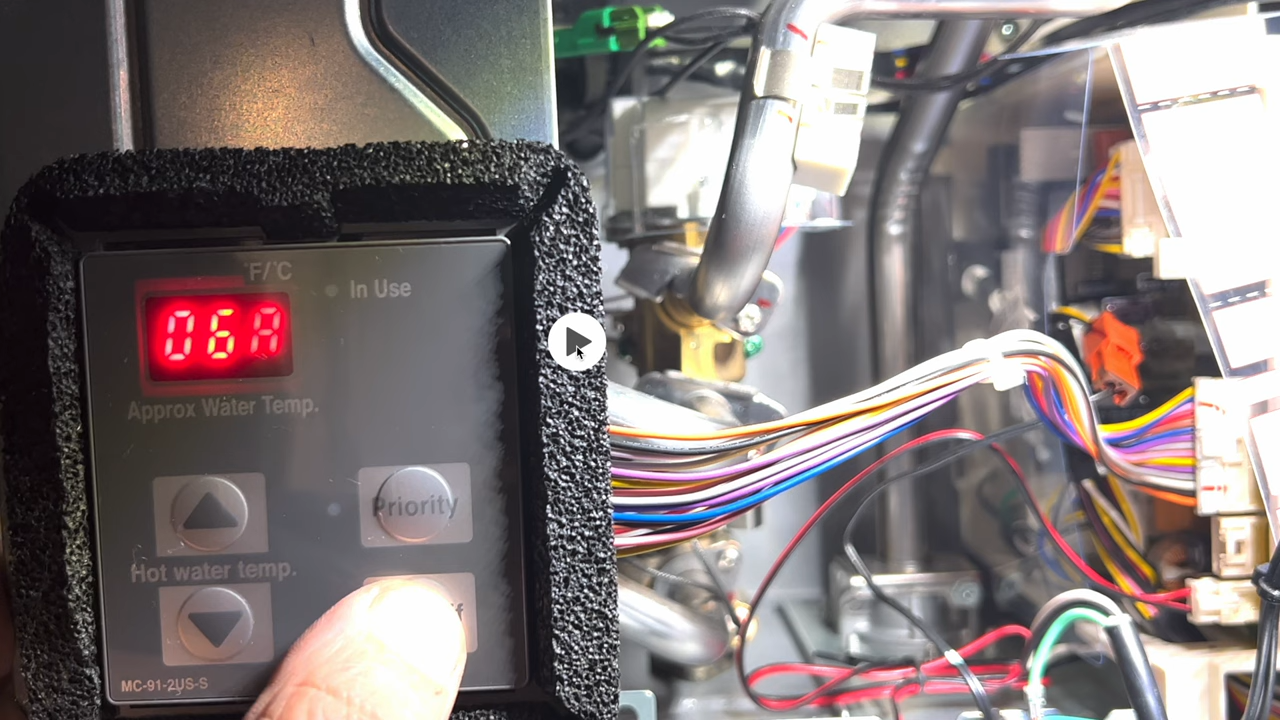 °F/°C
In Use
06A
Approx Water Temp.
Priority
Hot water temp.
MC-91-2US-S